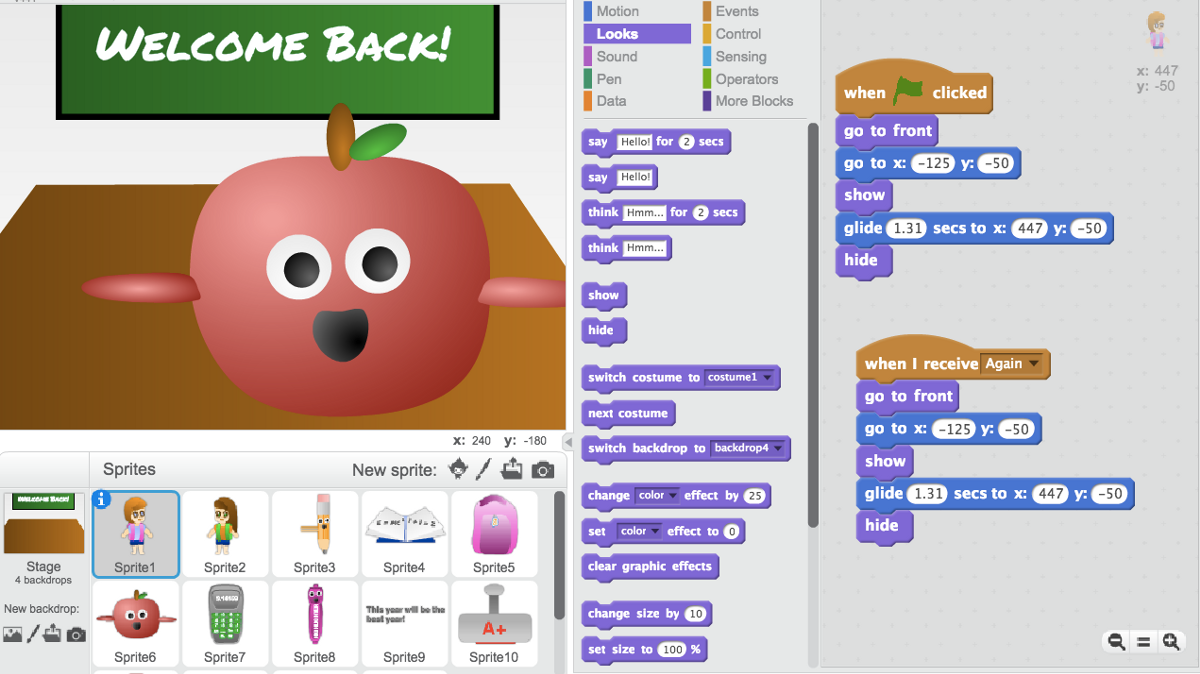 WELCOME BACK!
x: 240 y: -180
Sprites
New sprite:
WELCOME BACK!
Stage
4 backdrops
New backdrop:
Sprite1
Sprite2
Sprite3
Sprite4
Sprite5
Sprite6
Sprite7
Sprite8
This year will be the
best year!
Sprite9
A+
Sprite10
Motion
Looks
Sound
Pen
Data
Events
Control
Sensing
Operators
More Blocks
say Hello! for 2 secs
say Hello!
think Hmm... for 2 secs
think Hmm...
show
hide
switch costume to costume1
next costume
switch backdrop to backdrop4
change color effect by 25
set color effect to 0
clear graphic effects
change size by 10
set size to 100 %
x: 447
y: -50
when clicked
go to front
go to x: -125 y: -50
show
glide 1.31 secs to x: 447 y: -50
hide
when I receive Again
go to front
go to x: -125 y: -50
show
glide 1.31 secs to x: 447 y: -50
hide